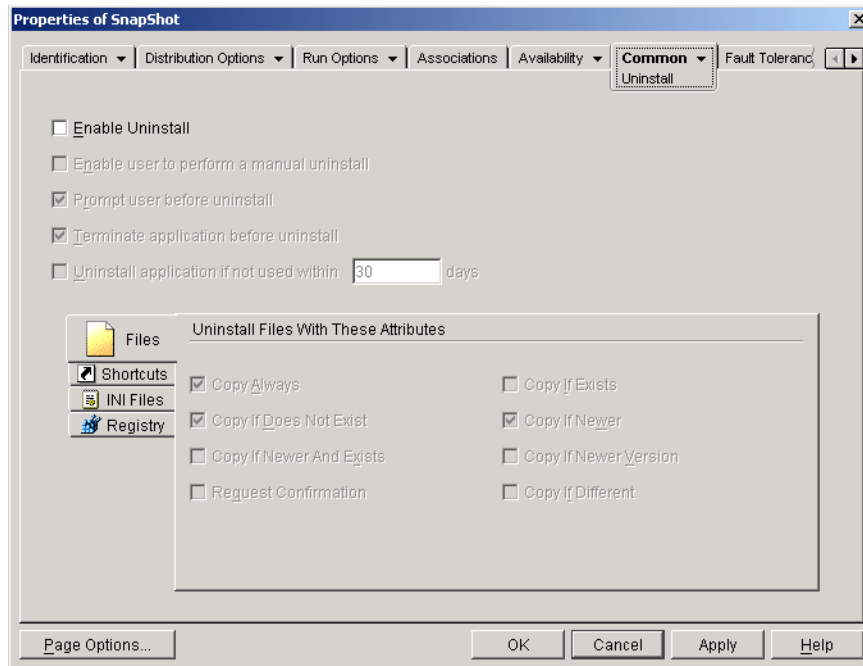 Properties of SnapShot
Identification
Distribution Options
Run Options
Associations
Availability
Common
Uninstall
Fault Toleranc
Enable Uninstall
Enable user to perform a manual uninstall
Prompt user before uninstall
Terminate application before uninstall
Uninstall application if not used within 30 days
Files
Shortcuts
INI Files
Registry
Uninstall Files With These Attributes
Copy Always
Copy If Exists
Copy If Does Not Exist
Copy If Newer
Copy If Newer And Exists
Copy If Newer Version
Request Confirmation
Copy If Different
Page Options...
OK
Cancel
Apply
Help